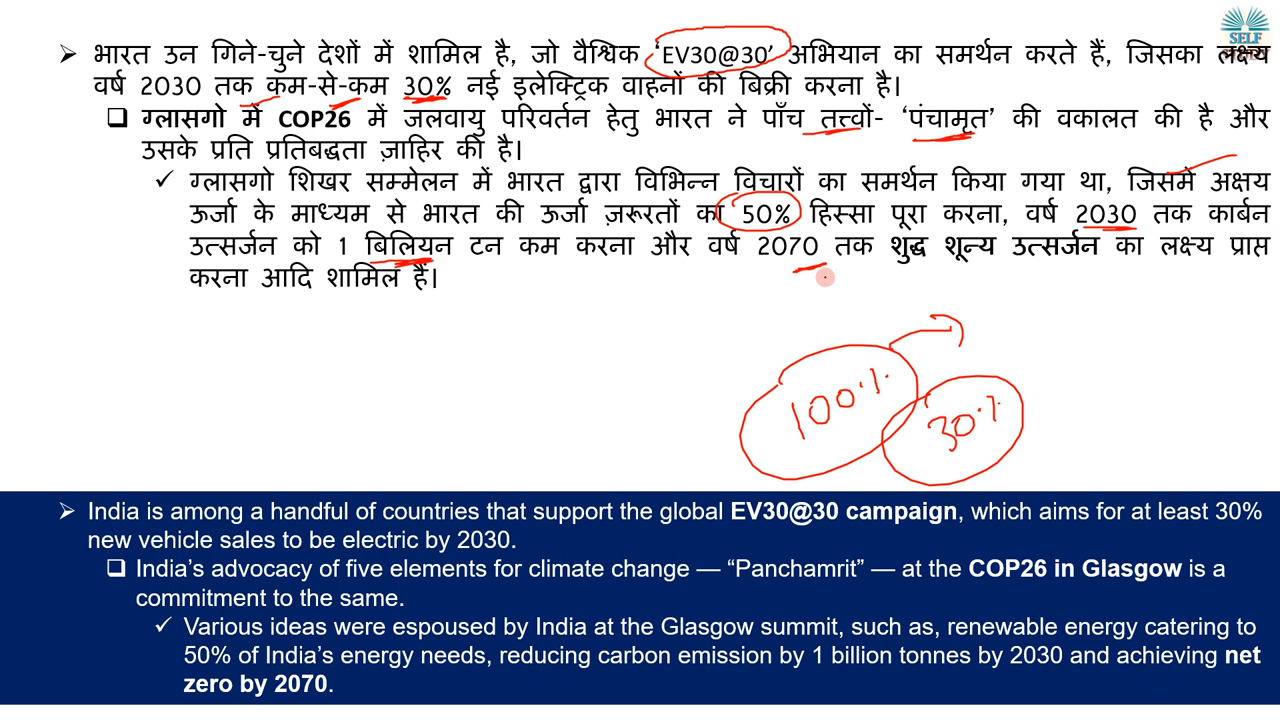 SELF
STUDY
➢ भारत उन गिने-चुने देशों में शामिल है, जो वैश्विक 'EV30@30' अभियान का समर्थन करते हैं, जिसका लक्ष्य
वर्ष 2030 तक कम-से-कम 30% नई इलेक्ट्रिक वाहनों की बिक्री करना है।
❑ ग्लासगो में COP26 में जलवायु परिवर्तन हेतु भारत ने पाँच तत्त्वों- 'पंचामृत' की वकालत की है और
उसके प्रति प्रतिबद्धता ज़ाहिर की है।
✓ ग्लासगो शिखर सम्मेलन में भारत द्वारा विभिन्न विचारों का समर्थन किया गया था, जिसमें अक्षय
ऊर्जा के माध्यम से भारत की ऊर्जा ज़रूरतों का 50% हिस्सा पूरा करना, वर्ष 2030 तक कार्बन
उत्सर्जन को 1 बिलियन टन कम करना और वर्ष 2070 तक शुद्ध शून्य उत्सर्जन का लक्ष्य प्राप्त
करना आदि शामिल हैं।
100%
30%
➢ India is among a handful of countries that support the global EV30@30 campaign, which aims for at least 30%
new vehicle sales to be electric by 2030.
❑ India's advocacy of five elements for climate change — "Panchamrit" — at the COP26 in Glasgow is a
commitment to the same.
✓ Various ideas were espoused by India at the Glasgow summit, such as, renewable energy catering to
50% of India's energy needs, reducing carbon emission by 1 billion tonnes by 2030 and achieving net
zero by 2070.